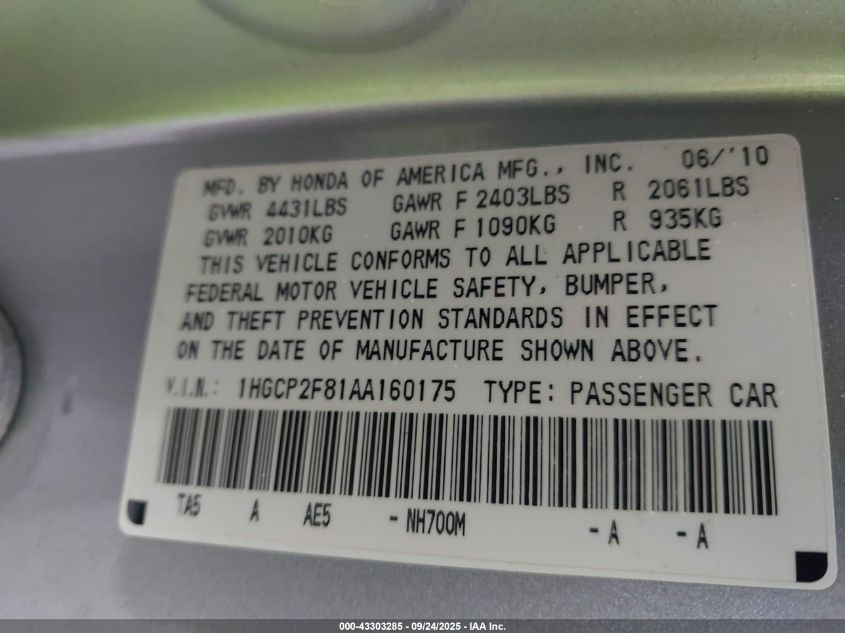 MFD. BY HONDA OF AMERICA MFG., INC. 06/'10
GVWR 4431LBS GAWR F 2403LBS R 2061LBS
GVWR 2010KG GAWR F 1090KG R 935KG
THIS VEHICLE CONFORMS TO ALL APPLICABLE
FEDERAL MOTOR VEHICLE SAFETY, BUMPER,
AND THEFT PREVENTION STANDARDS IN EFFECT
ON THE DATE OF MANUFACTURE SHOWN ABOVE.
V.I.N.: 1HGCP2F81AA160175 TYPE: PASSENGER CAR
TA5 A AE5 - NH700M - A - A
000-43303285 - 09/24/2025 - IAA Inc.